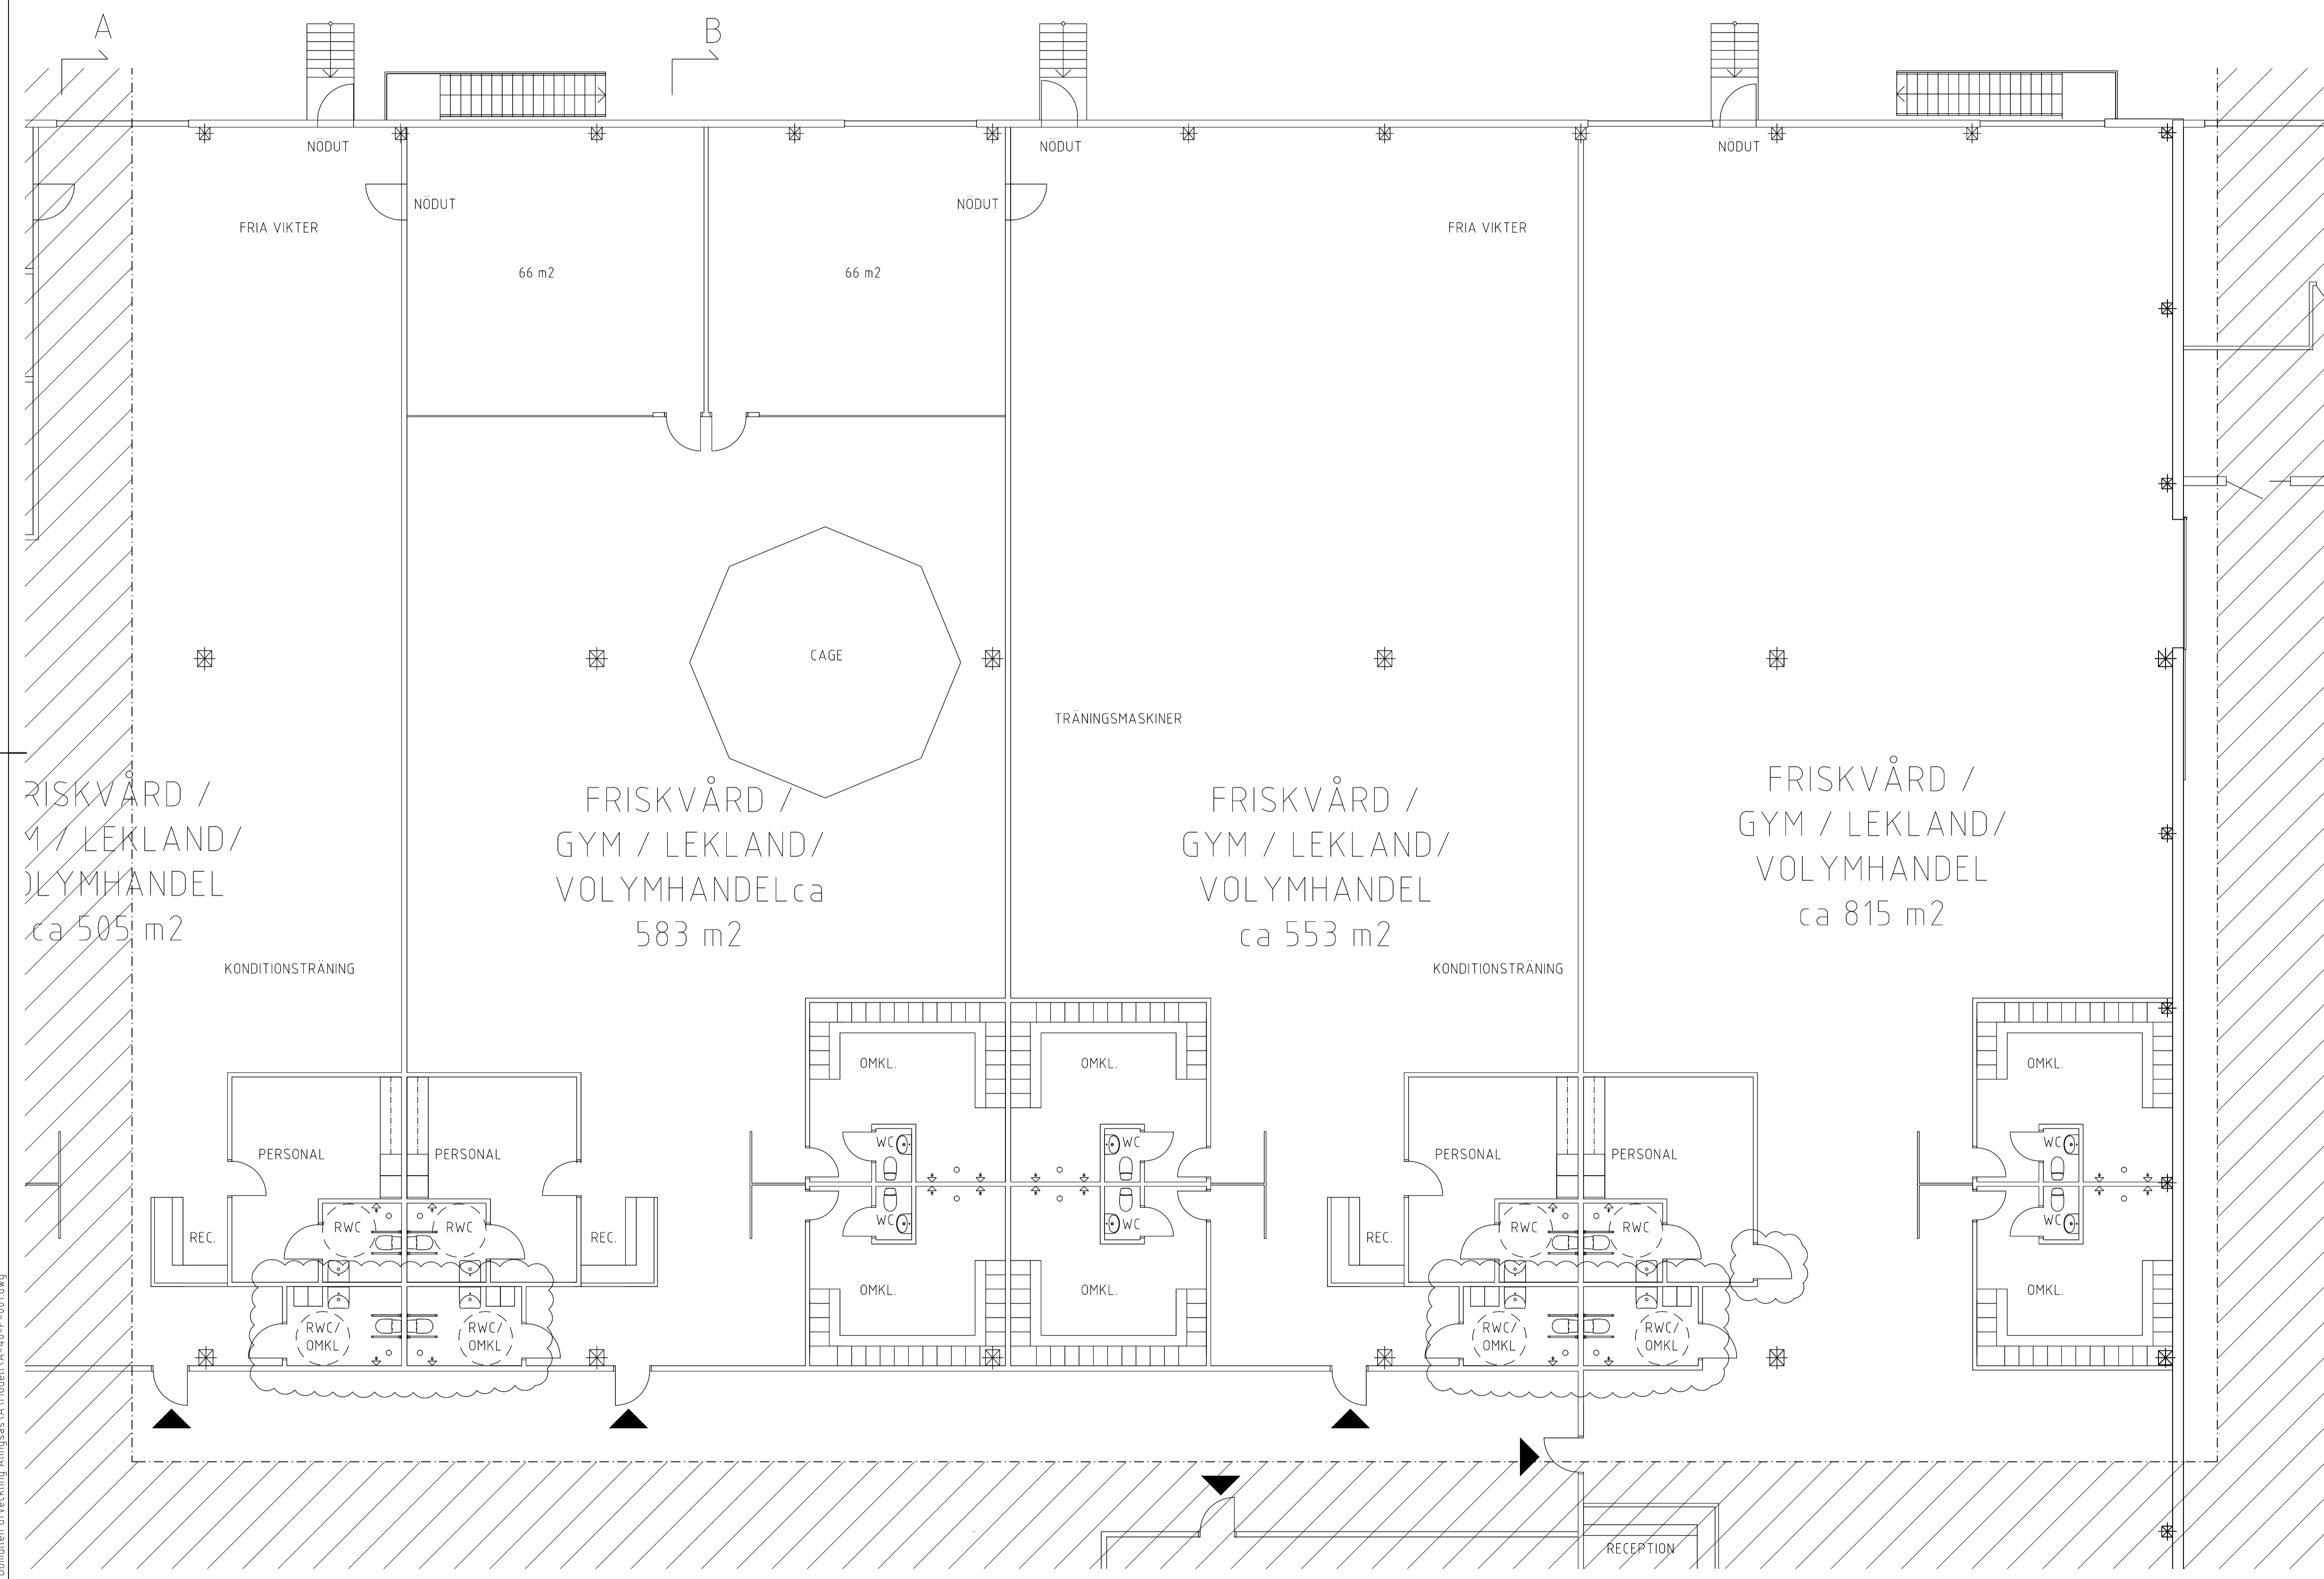 A
B
NÖDUT
NÖDUT
NÖDUT
NÖDUT
NÖDUT
FRIA VIKTER
FRIA VIKTER
66 m2
66 m2
CAGE
TRÄNINGSMASKINER
RISKVÅRD /
M / LEKLAND/
OLYMHANDEL
ca 505 m2
FRISKVÅRD /
GYM / LEKLAND/
VOLYMHANDELca
583 m2
FRISKVÅRD /
GYM / LEKLAND/
VOLYMHANDEL
ca 553 m2
FRISKVÅRD /
GYM / LEKLAND/
VOLYMHANDEL
ca 815 m2
KONDITIONSTRÄNING
KONDITIONSTRÄNING
OMKL.
OMKL.
OMKL.
WC
WC
WC
PERSONAL
PERSONAL
PERSONAL
PERSONAL
WC
WC
WC
REC.
RWC
RWC
REC.
REC.
RWC
RWC
OMKL.
OMKL.
OMKL.
RWC/
OMKL
RWC/
OMKL
RWC/
OMKL
RWC/
OMKL
RECEPTION